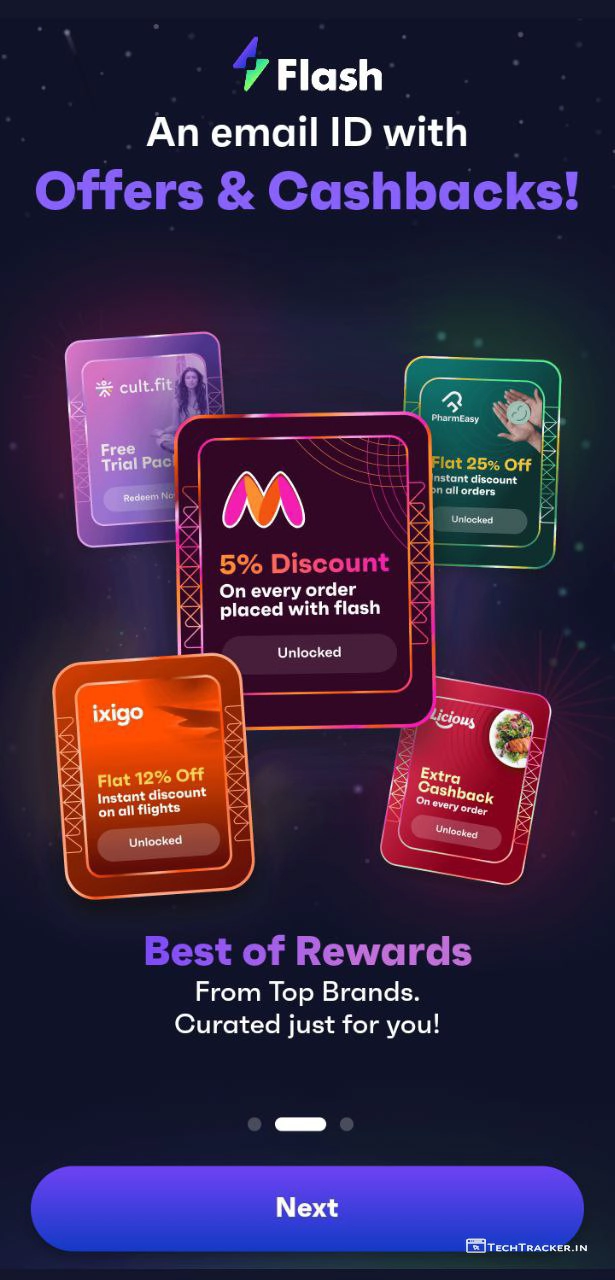 Flash
An email ID with
Offers & Cashbacks!
cult.fit
Free
Trial Pac
Redeem No
PharmEasy
Flat 25% Off
Instant discount
on all orders
Unlocked
5% Discount
On every order
placed with flash
Unlocked
ixigo
Flat 12% Off
Instant discount
on all flights
Unlocked
Licious
Extra
Cashback
On every order
Unlocked
Best of Rewards
From Top Brands.
Curated just for you!
Next
TECHTRACKER.IN